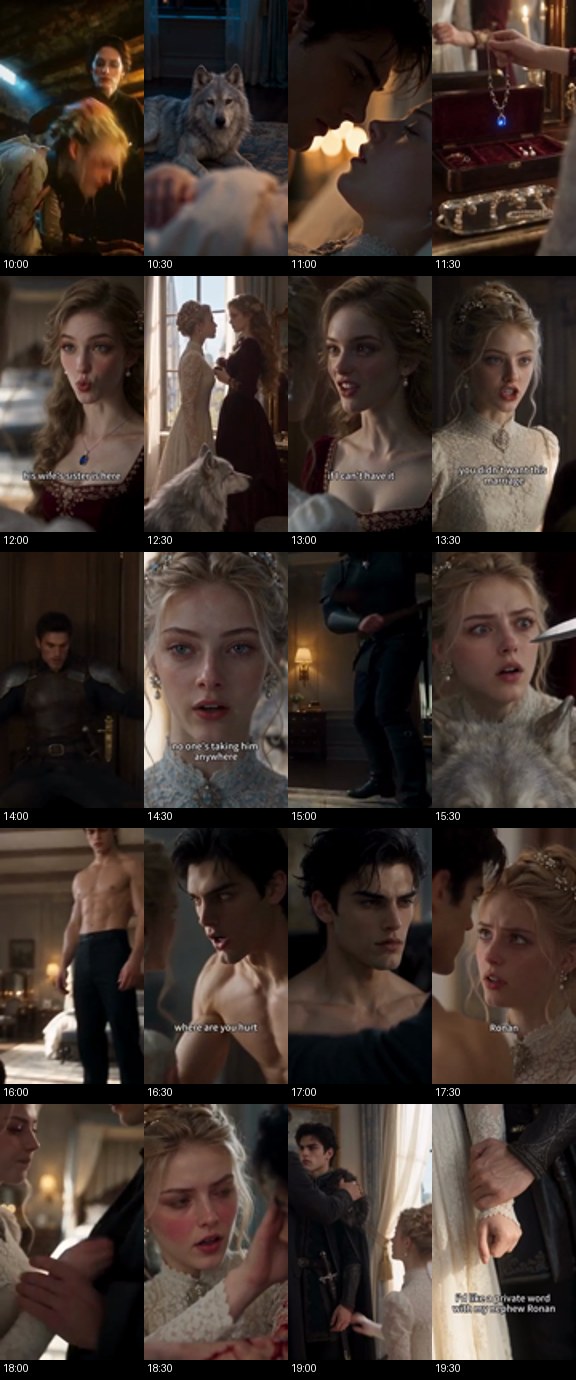 10:00
10:30
11:00
11:30
his wife's sister is here
if I can't have it
you didn't want this
marriage
12:00
12:30
13:00
13:30
no one's taking him
anywhere
14:00
14:30
15:00
15:30
where are you hurt
Ronan
16:00
16:30
17:00
17:30
I'd like a private word
with my nephew Ronan
18:00
18:30
19:00
19:30